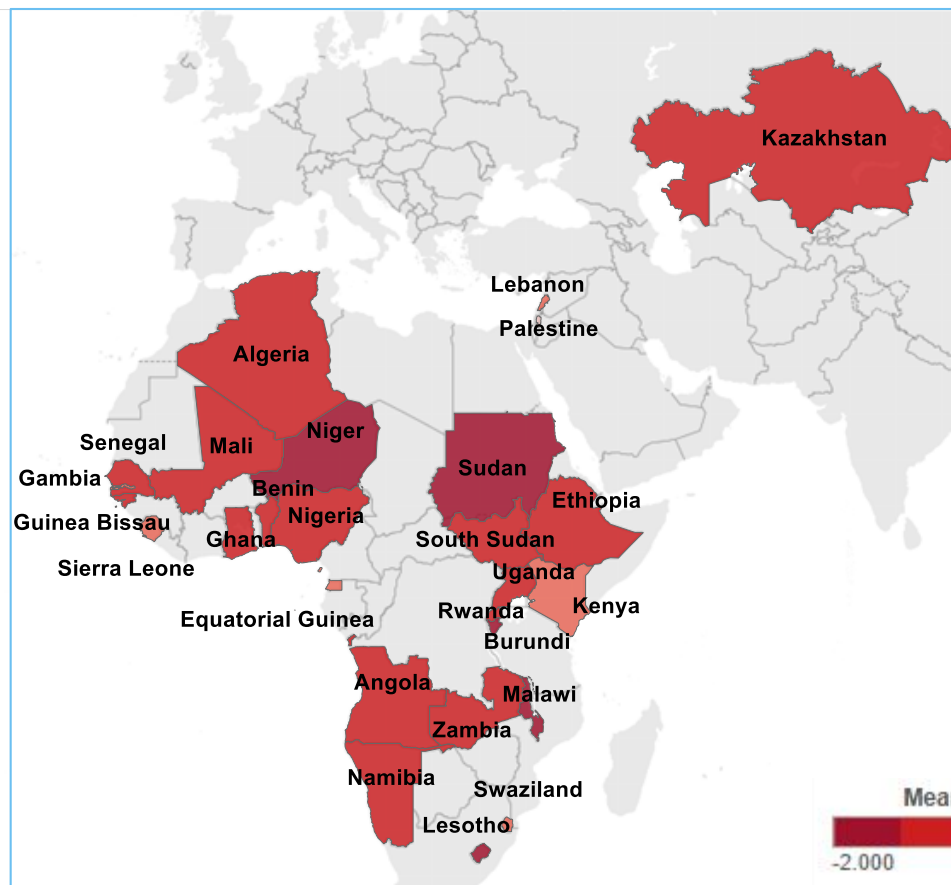 Kazakhstan
Lebanon
Palestine
Algeria
Niger
Senegal
Mali
Sudan
Gambia
Benin
Ethiopia
Nigeria
Guinea Bissau
Ghana
South Sudan
Sierra Leone
Uganda
Kenya
Rwanda
Equatorial Guinea
Burundi
Angola
Malawi
Zambia
Namibia
Swaziland
Lesotho
Mea
-2.000